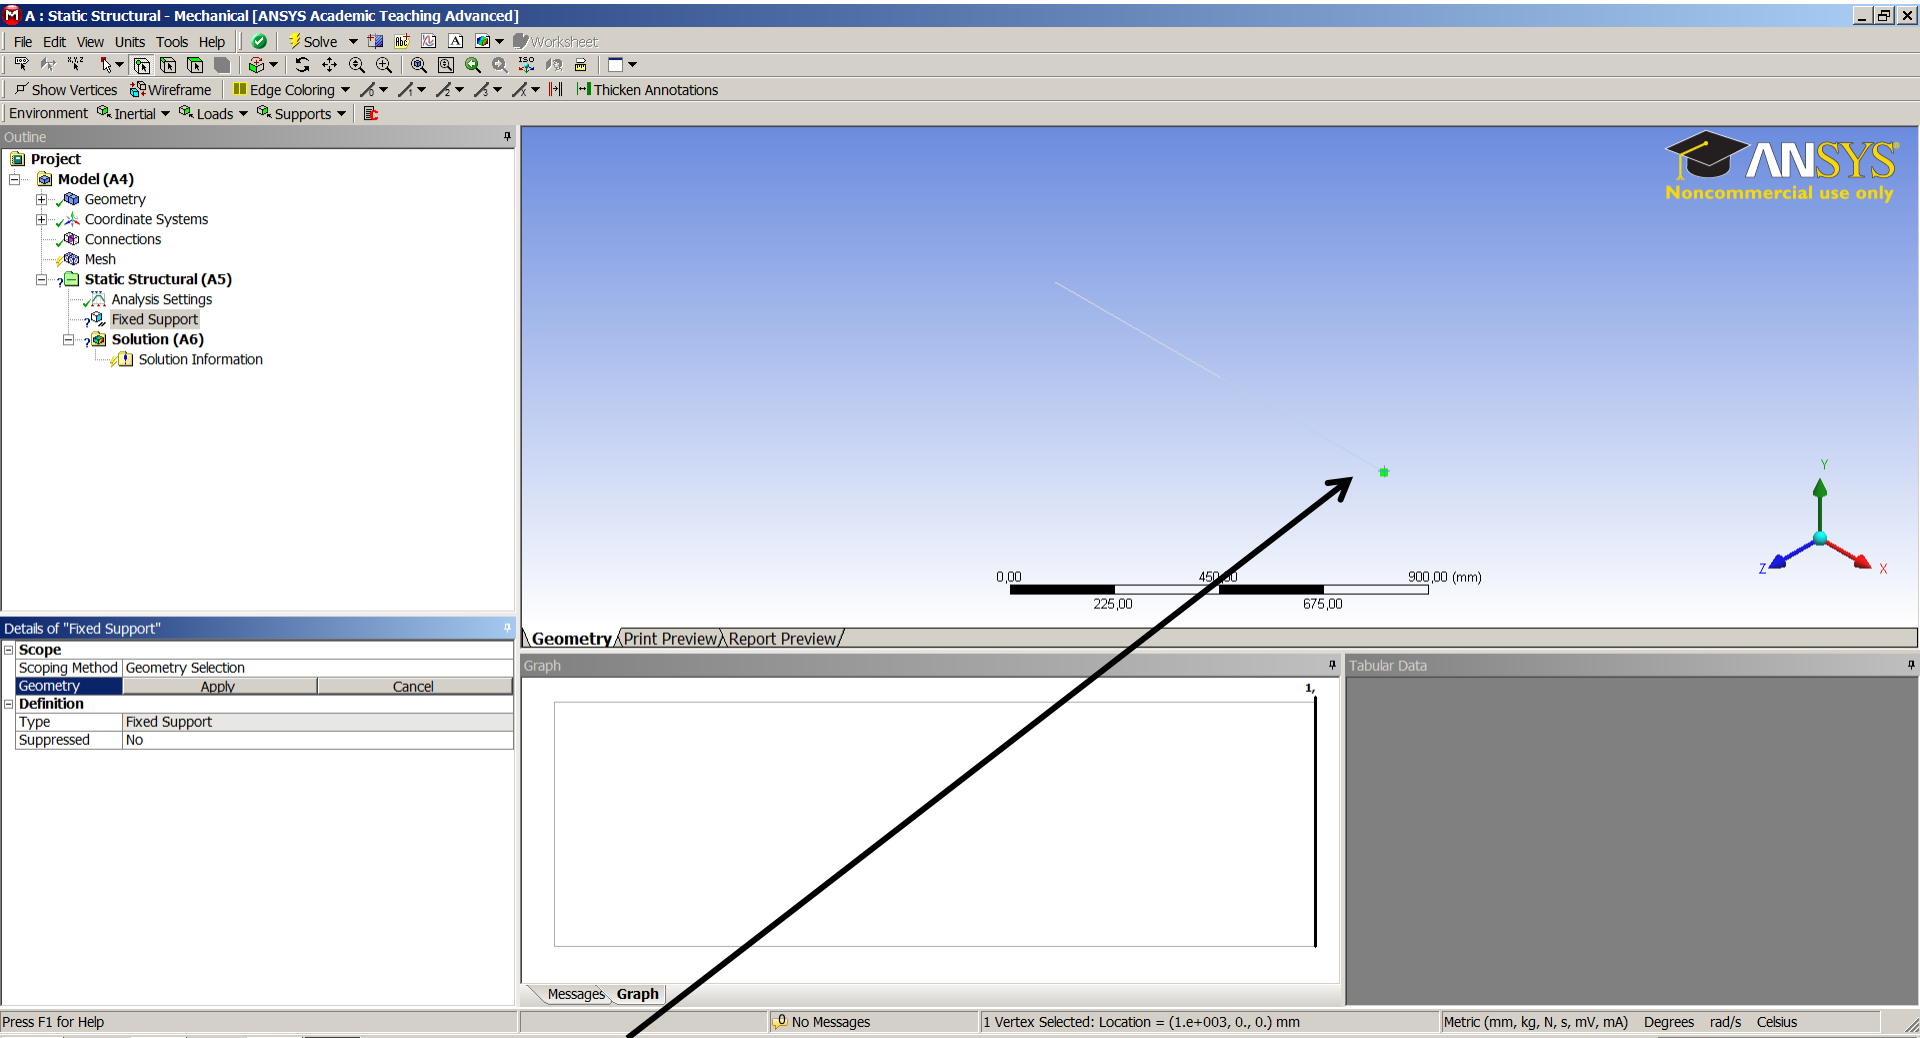 A : Static Structural - Mechanical [ANSYS Academic Teaching Advanced]
File Edit View Units Tools Help Solve Worksheet
Show Vertices Wireframe Edge Coloring Thicken Annotations
Environment Inertial Loads Supports
Outline
Project
Model (A4)
Geometry
Coordinate Systems
Connections
Mesh
Static Structural (A5)
Analysis Settings
Fixed Support
Solution (A6)
Solution Information
ANSYS
Noncommercial use only
Y
Z X
0,00 450,00 900,00 (mm)
225,00 675,00
Details of "Fixed Support"
Scope
Scoping Method Geometry Selection
Geometry Apply Cancel
Definition
Type Fixed Support
Suppressed No
Geometry Print Preview Report Preview
Graph
1,
Messages Graph
Tabular Data
Press F1 for Help
0 No Messages
1 Vertex Selected: Location = (1.e+003, 0., 0.) mm
Metric (mm, kg, N, s, mV, mA) Degrees rad/s Celsius